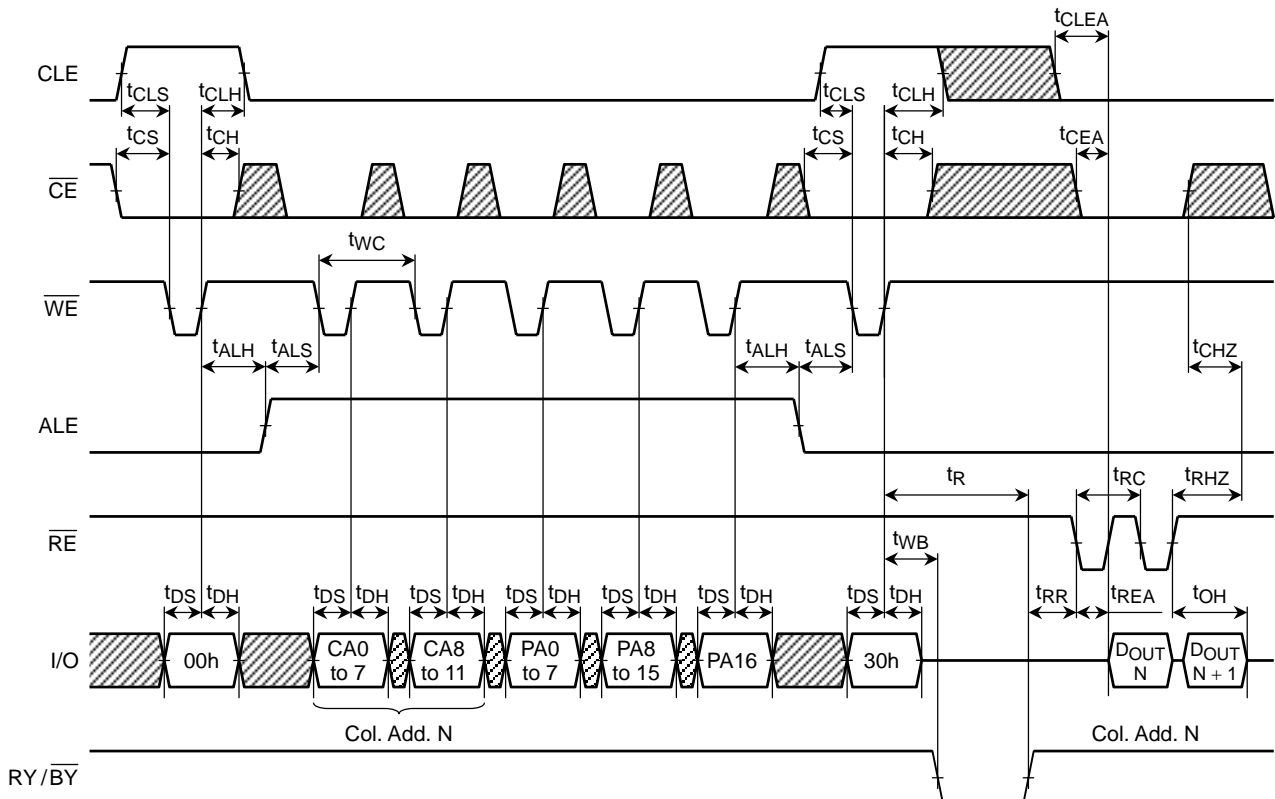 tCLEA
CLE
tCLS tCLH tCLS tCLH
tCS tCH tCS tCH tCEA
CE
tWC
WE
tALH tALS tALH tALS tCHZ
ALE
tR tRC tRHZ
RE
tWB
tDS tDH tDS tDH tDS tDH tDS tDH tDS tDH tDS tDH tDS tDH tRR tREA tOH
I/O 00h CA0 to 7 CA8 to 11 PA0 to 7 PA8 to 15 PA16 30h DOUT N DOUT N + 1
Col. Add. N Col. Add. N
RY/BY